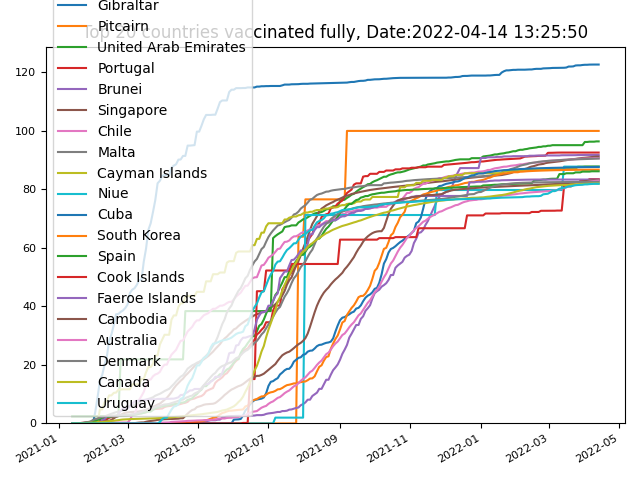 Top 20 countries vaccinated fully, Date:2022-04-14 13:25:50
Gibraltar
Pitcairn
United Arab Emirates
Portugal
Brunei
Singapore
Chile
Malta
Cayman Islands
Niue
Cuba
South Korea
Spain
Cook Islands
Faeroe Islands
Cambodia
Australia
Denmark
Canada
Uruguay
120
100
80
60
40
20
0
2021-01
2021-03
2021-05
2021-07
2021-09
2021-11
2022-01
2022-03
2022-05